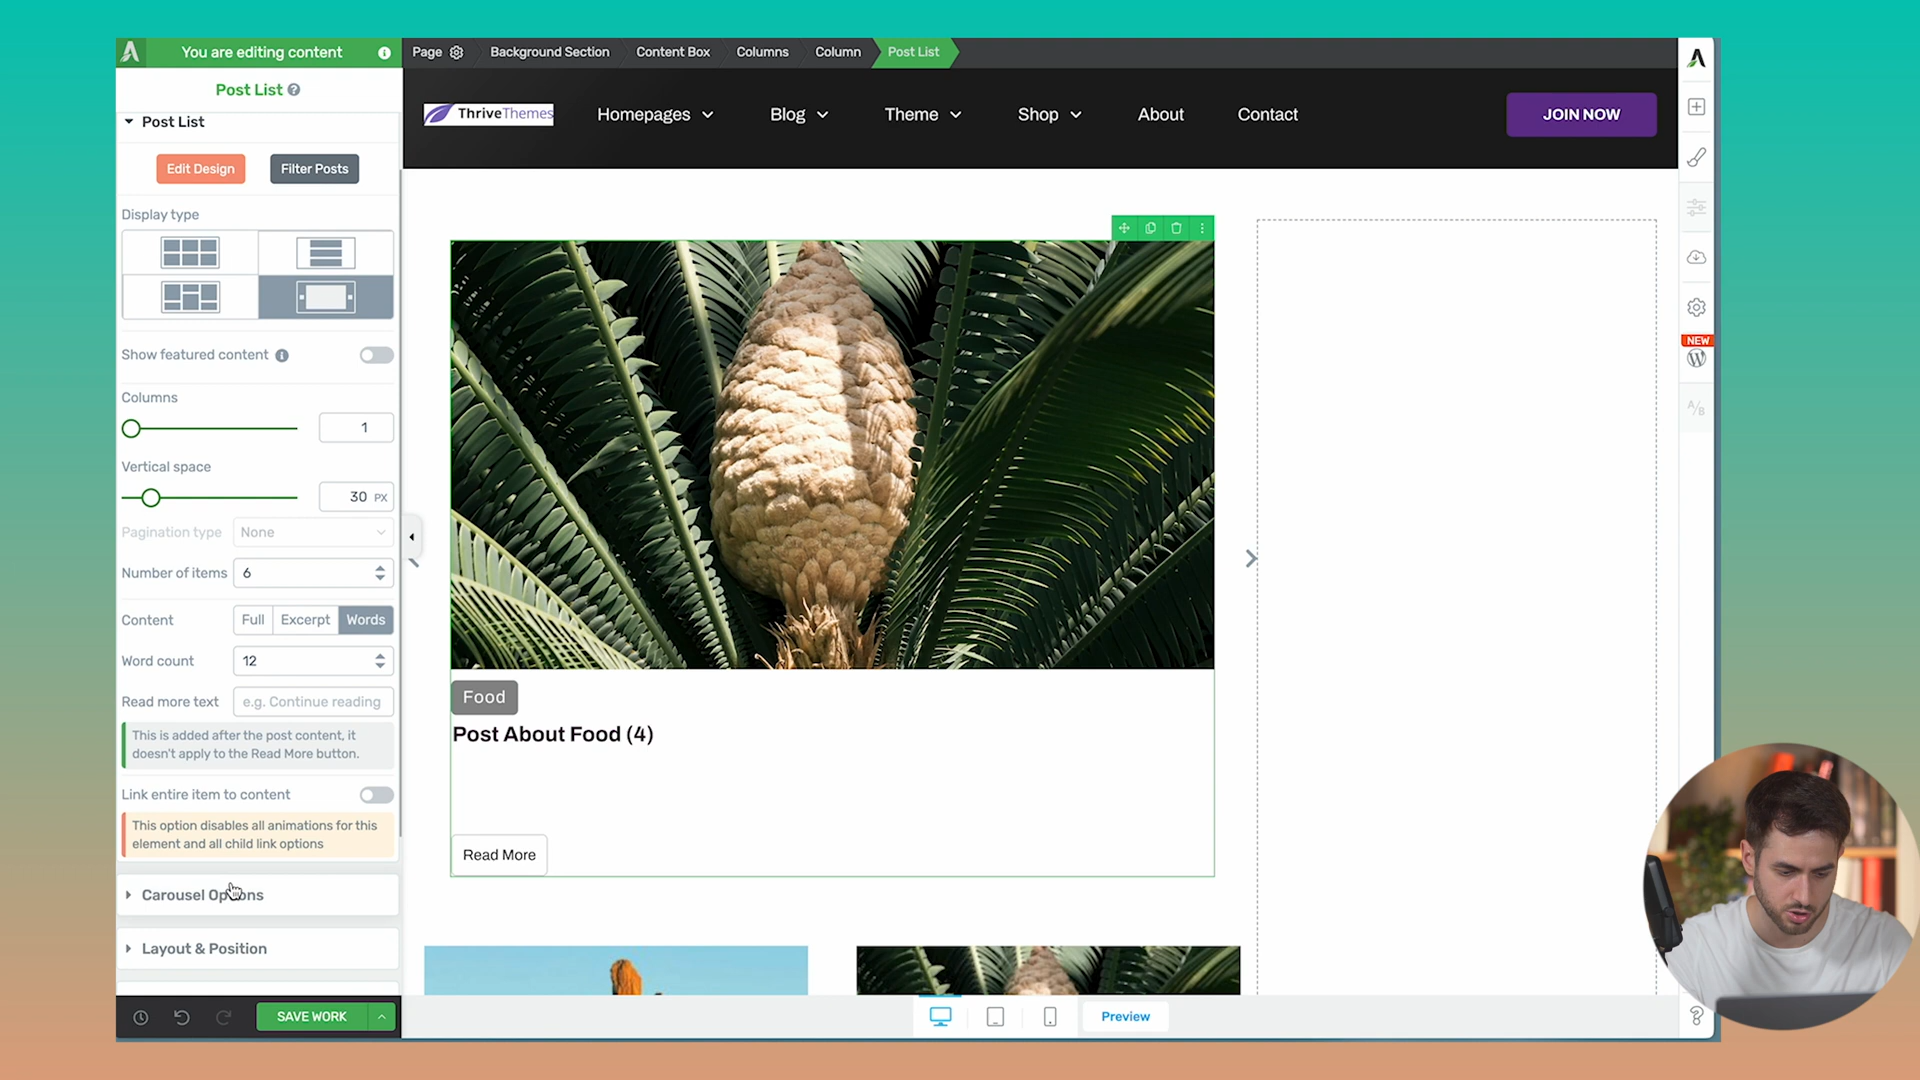 You are editing content
Page
Background Section
Content Box
Columns
Column
Post List
Post List
Post List
Edit Design
Filter Posts
Display type
Show featured content
Columns
1
Vertical space
30 PX
Pagination type
None
Number of items
6
Content
Full
Excerpt
Words
Word count
12
Read more text
e.g. Continue reading
This is added after the post content, it
doesn't apply to the Read More button.
Link entire item to content
This option disables all animations for this
element and all child link options
Carousel Options
Layout & Position
SAVE WORK
ThriveThemes
Homepages
Blog
Theme
Shop
About
Contact
JOIN NOW
Food
Post About Food (4)
Read More
Preview
NEW
A/B